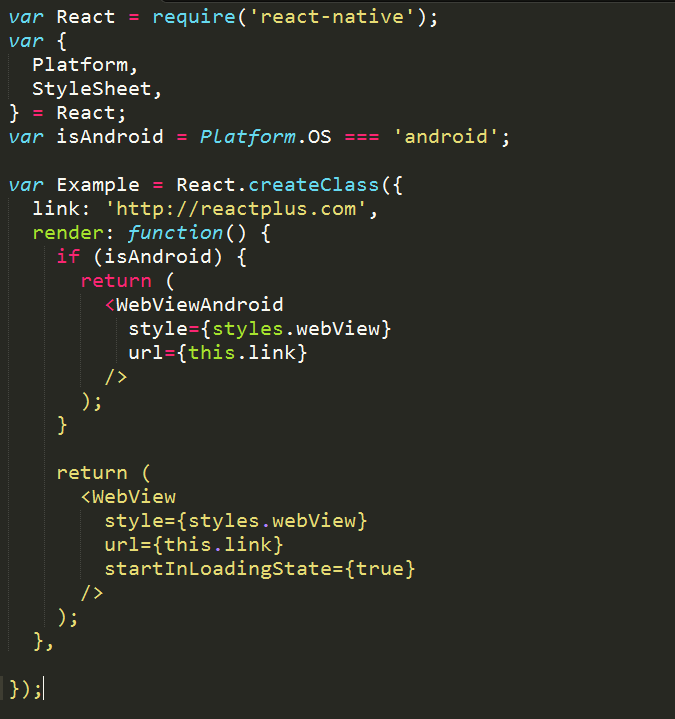 var React = require('react-native');
var {
  Platform,
  StyleSheet,
} = React;
var isAndroid = Platform.OS === 'android';

var Example = React.createClass({
  link: 'http://reactplus.com',
  render: function() {
    if (isAndroid) {
      return (
        <WebViewAndroid
          style={styles.webView}
          url={this.link}
        />
      );
    }

    return (
      <WebView
        style={styles.webView}
        url={this.link}
        startInLoadingState={true}
      />
    );
  },

});